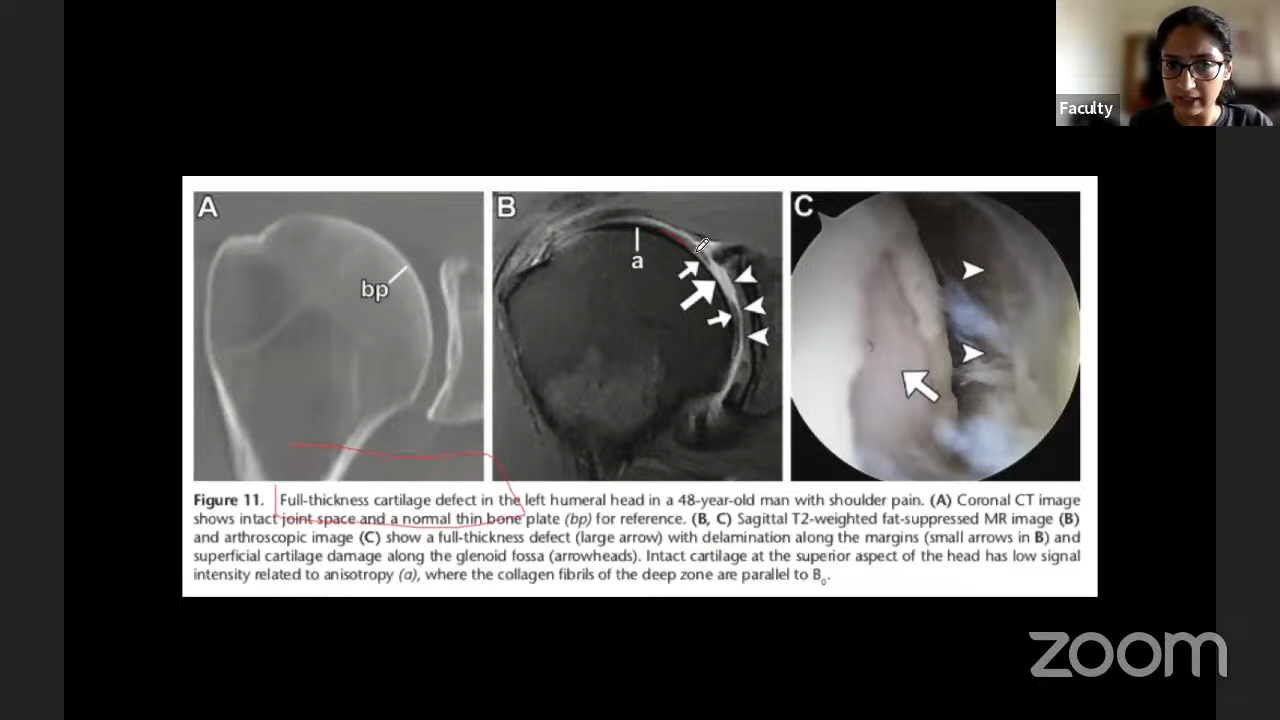 Faculty
A
B
C
bp
a
Figure 11. Full-thickness cartilage defect in the left humeral head in a 48-year-old man with shoulder pain. (A) Coronal CT image
shows intact joint space and a normal thin bone plate (bp) for reference. (B, C) Sagittal T2-weighted fat-suppressed MR image (B)
and arthroscopic image (C) show a full-thickness defect (large arrow) with delamination along the margins (small arrows in B) and
superficial cartilage damage along the glenoid fossa (arrowheads). Intact cartilage at the superior aspect of the head has low signal
intensity related to anisotropy (a), where the collagen fibrils of the deep zone are parallel to B0.
zoom